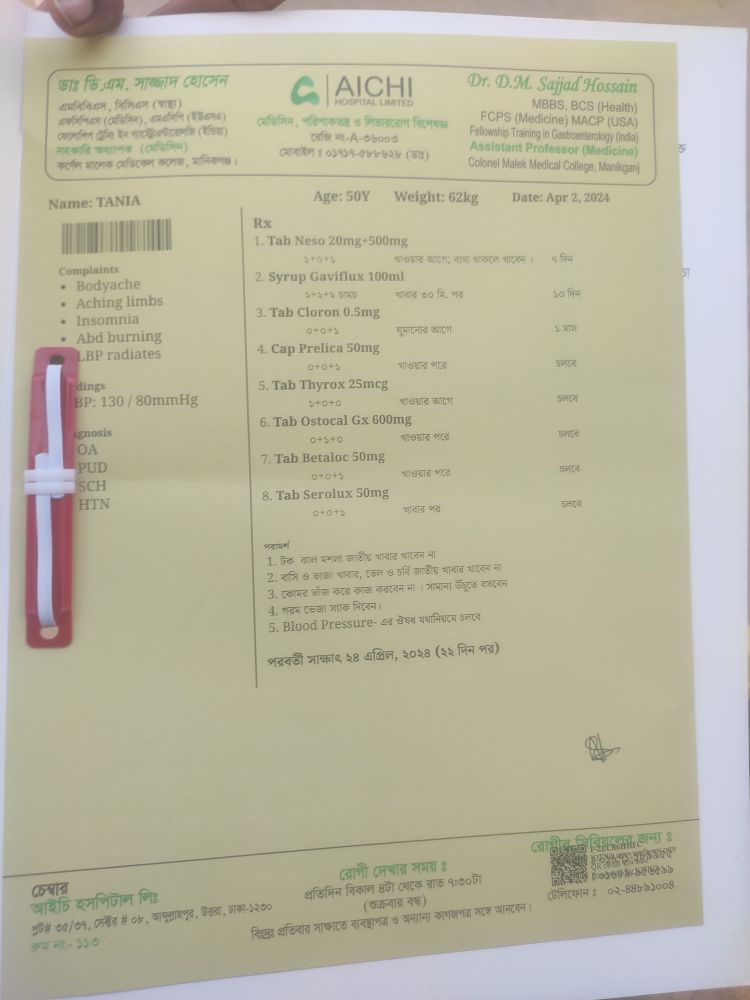 ডাঃ ডি.এম. সাজ্জাদ হোসেন
এমবিবিএস, বিসিএস (স্বাস্থ্য)
এফসিপিএস (মেডিসিন), এমএসিপি (ইউএসএ)
ফেলোশিপ ট্রেনিং ইন গ্যাস্ট্রোএন্টারোলজি (ইন্ডিয়া)
সহকারি অধ্যাপক (মেডিসিন)
কর্ণেল মালেক মেডিকেল কলেজ, মানিকগঞ্জ।
AICHI
HOSPITAL LIMITED
মেডিসিন, পরিপাকতন্ত্র ও লিভাররোগ বিশেষজ্ঞ
রেজি নং-A-৩৬০০৩
মোবাইল : ০১৭১৭-৫৮৮৬২৮ (ডাঃ)
Dr. D.M. Sajjad Hossain
MBBS, BCS (Health)
FCPS (Medicine) MACP (USA)
Fellowship Training in Gastroenterology (India)
Assistant Professor (Medicine)
Colonel Malek Medical College, Manikganj
Name: TANIA Age: 50Y Weight: 62kg Date: Apr 2, 2024
Complaints
• Bodyache
• Aching limbs
• Insomnia
• Abd burning
LBP radiates
dings
BP: 130 / 80mmHg
agnosis
OA
PUD
SCH
HTN
Rx
1. Tab Neso 20mg+500mg
১+০+১ খাওয়ার আগে; ব্যথা থাকলে খাবেন । ৭ দিন
2. Syrup Gaviflux 100ml
২+২+২ চামচ খাবার ৩০ মি. পর ১০ দিন
3. Tab Cloron 0.5mg
০+০+১ ঘুমানোর আগে ১ মাস
4. Cap Prelica 50mg
০+০+১ খাওয়ার পরে চলবে
5. Tab Thyrox 25mcg
১+০+০ খাওয়ার আগে চলবে
6. Tab Ostocal Gx 600mg
০+১+০ খাওয়ার পরে চলবে
7. Tab Betaloc 50mg
০+০+১ খাওয়ার পরে চলবে
8. Tab Serolux 50mg
০+০+১ খাবার পর চলবে
পরামর্শ
1. টক ঝাল মশলা জাতীয় খাবার খাবেন না
2. বাসি ও ভাজা খাবার, তেল ও চর্বি জাতীয় খাবার খাবেন না
3. কোমর ভাঁজ করে কাজ করবেন না । সামান্য উঁচুতে বসবেন
4. গরম ভেজা স্যাক দিবেন।
5. Blood Pressure- এর ঔষধ যথানিয়মে চলবে
পরবর্তী সাক্ষাৎ ২৪ এপ্রিল, ২০২৪ (২২ দিন পর)
চেম্বার
আইচি হসপিটাল লিঃ
প্লট# ৩৫/৩৭, সেক্টর # ০৮, আব্দুল্লাহপুর, উত্তরা, ঢাকা-১২৩০
রুম নং- ১১৩
রোগী দেখার সময় :
প্রতিদিন বিকাল ৪টা থেকে রাত ৭:৩০টা
(শুক্রবার বন্ধ)
বিঃদ্রঃ প্রতিবার সাক্ষাতে ব্যবস্থাপত্র ও অন্যান্য কাগজপত্র সঙ্গে আনবেন।
রোগীর সিরিয়ালের জন্য :
টেলিফোন : ০২-৪৪৮৯১০০৪